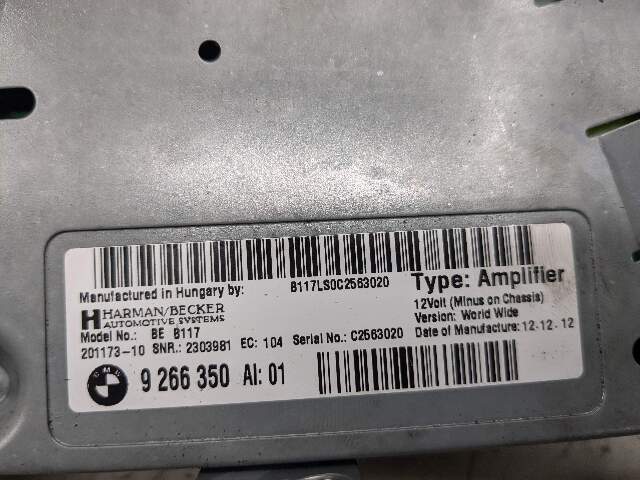 B117LS0C2563020
Type: Amplifier
Manufactured in Hungary by:
HARMAN/BECKER
AUTOMOTIVE SYSTEMS
12Volt (Minus on Chassis)
Version: World Wide
Model No.: BE B117
201173-10 SNR.: 2303981 EC: 104 Serial No.: C2563020 Date of Manufacture: 12.12.12
BMW 9 266 350 AI: 01